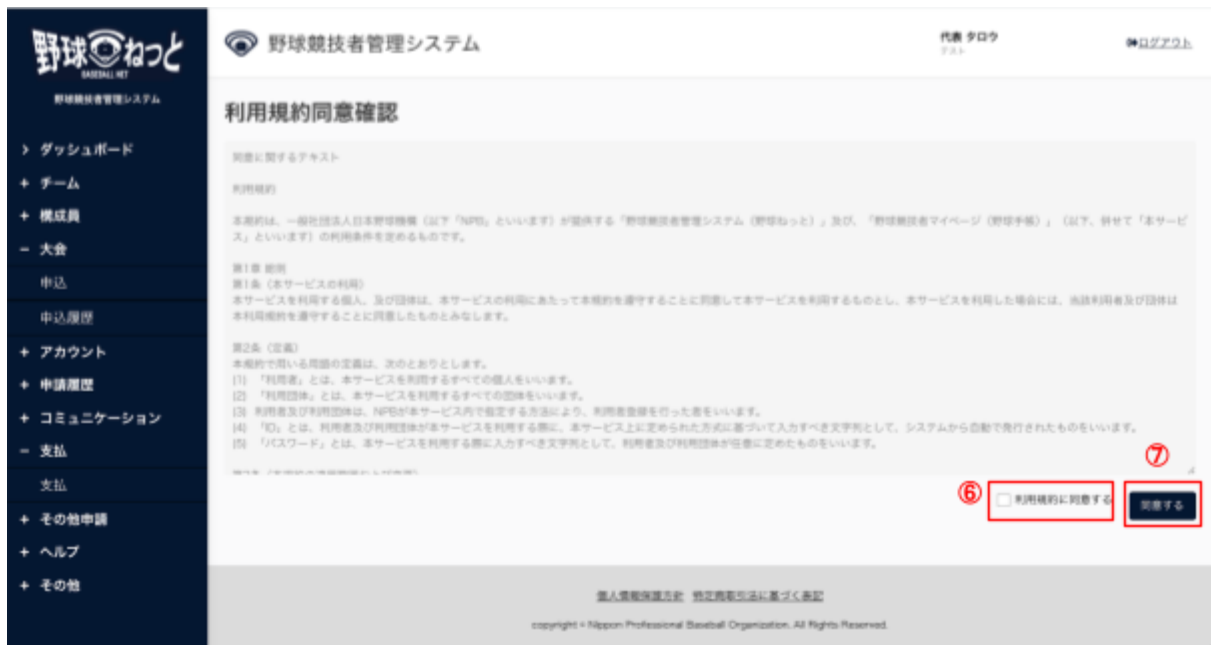 野球ねっと
BASEBALL NET
野球競技者管理システム
> ダッシュボード
+ チーム
+ 構成員
− 大会
申込
申込履歴
+ アカウント
+ 申請履歴
+ コミュニケーション
− 支払
支払
+ その他申請
+ ヘルプ
+ その他
野球競技者管理システム
代表 タロウ
テスト
ログアウト
利用規約同意確認
同意に関するテキスト
利用規約
本規約は、一般社団法人日本野球機構（以下「NPB」といいます）が提供する「野球競技者管理システム（野球ねっと）」及び、「野球競技者マイページ（野球手帳）」（以下、併せて「本サービ
ス」といいます）の利用条件を定めるものです。
第1章 総則
第1条（本サービスの利用）
本サービスを利用する個人、及び団体は、本サービスの利用にあたって本規約を遵守することに同意して本サービスを利用するものとし、本サービスを利用した場合には、当該利用者及び団体は
本利用規約を遵守することに同意したものとみなします。
第2条（定義）
本規約で用いる用語の定義は、次のとおりとします。
(1) 「利用者」とは、本サービスを利用するすべての個人をいいます。
(2) 「利用団体」とは、本サービスを利用するすべての団体をいいます。
(3) 利用者及び利用団体は、NPBが本サービス内で指定する方法により、利用者登録を行った者をいいます。
(4) 「ID」とは、利用者及び利用団体が本サービスを利用する際に、本サービス上に定められた方式に基づいて入力すべき文字列として、システムから自動で発行されたものをいいます。
(5) 「パスワード」とは、本サービスを利用する際に入力すべき文字列として、利用者及び利用団体が任意に定めたものをいいます。
⑦
⑥
利用規約に同意する
同意する
個人情報保護方針 特定商取引法に基づく表記
copyright © Nippon Professional Baseball Organization. All Rights Reserved.